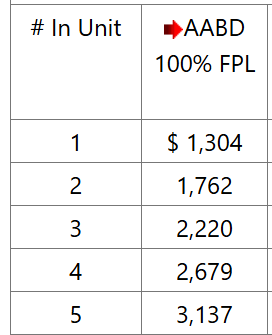 # In Unit AABD
100% FPL
1 $ 1,304
2 1,762
3 2,220
4 2,679
5 3,137